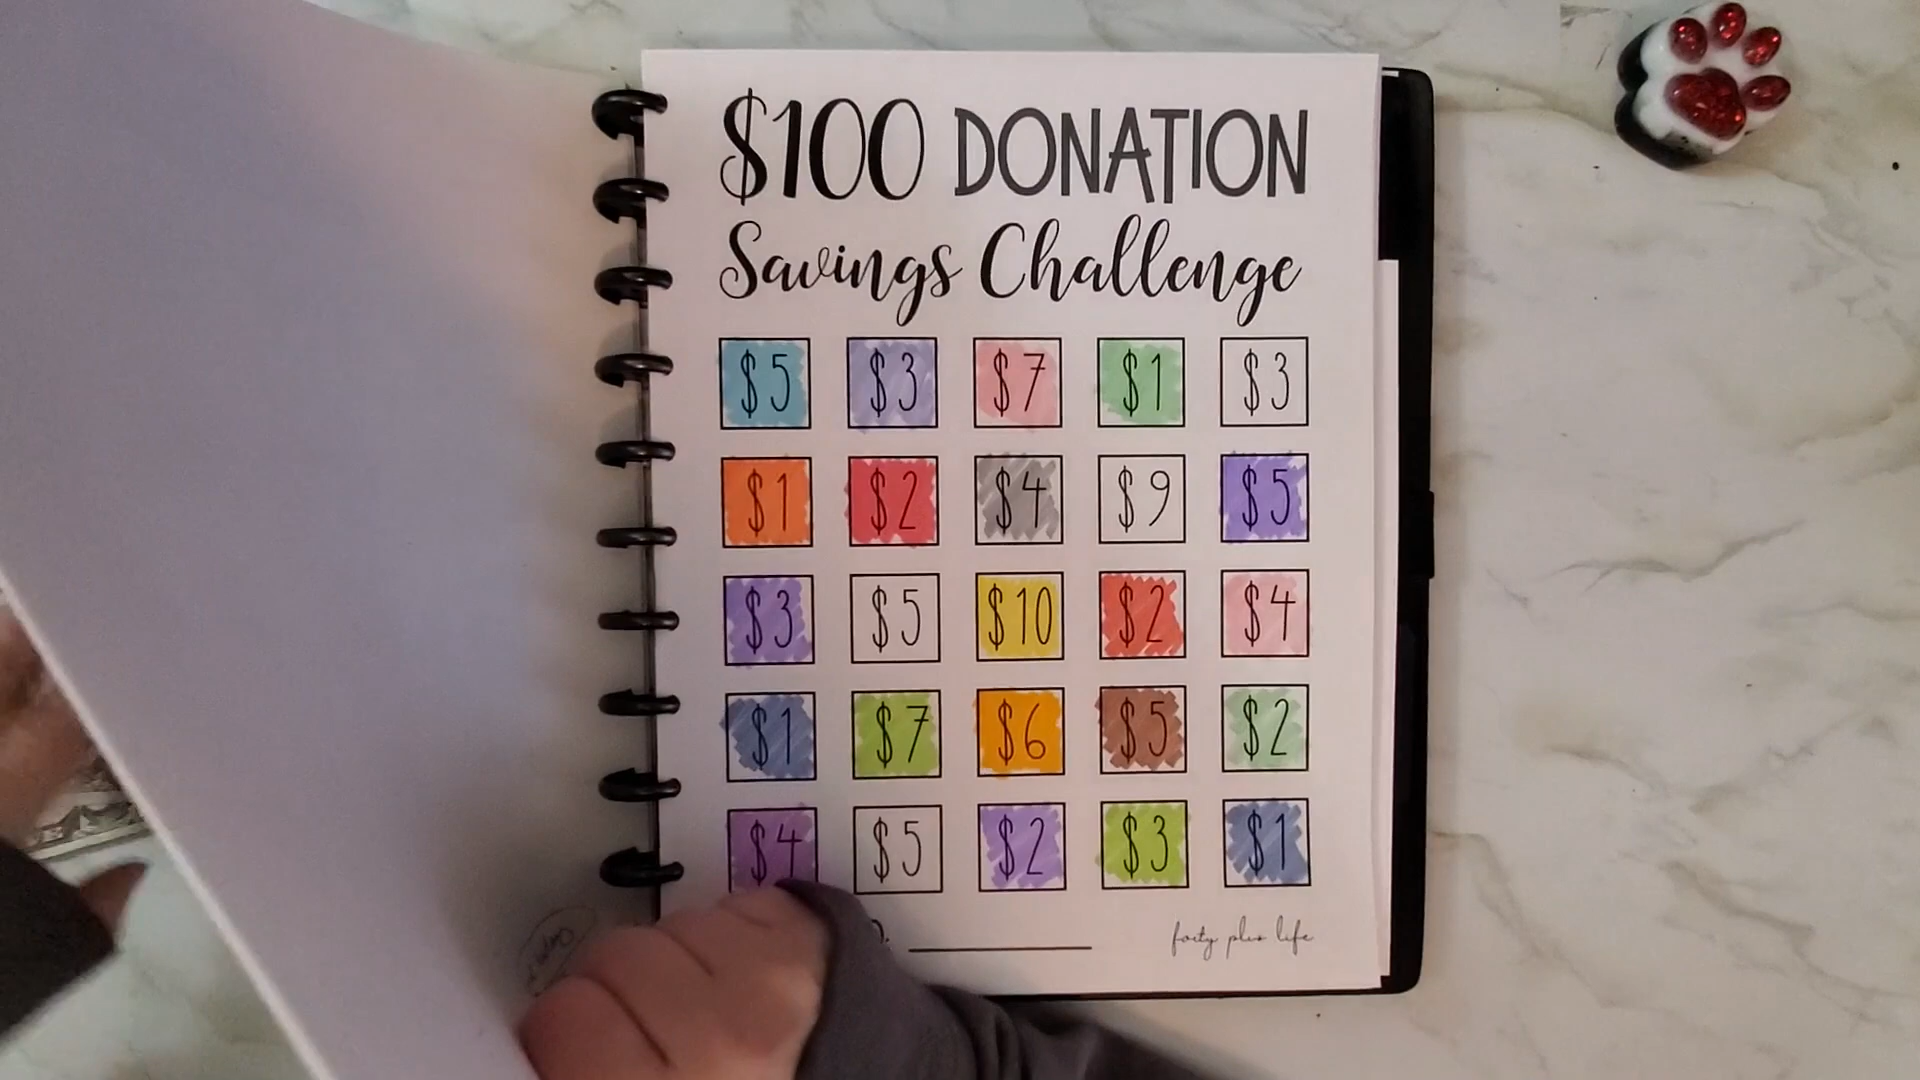 $100 DONATION
Savings Challenge
$5 $3 $7 $1 $3
$1 $2 $4 $9 $5
$3 $5 $10 $2 $4
$1 $7 $6 $5 $2
$4 $5 $2 $3 $1
forty plus life